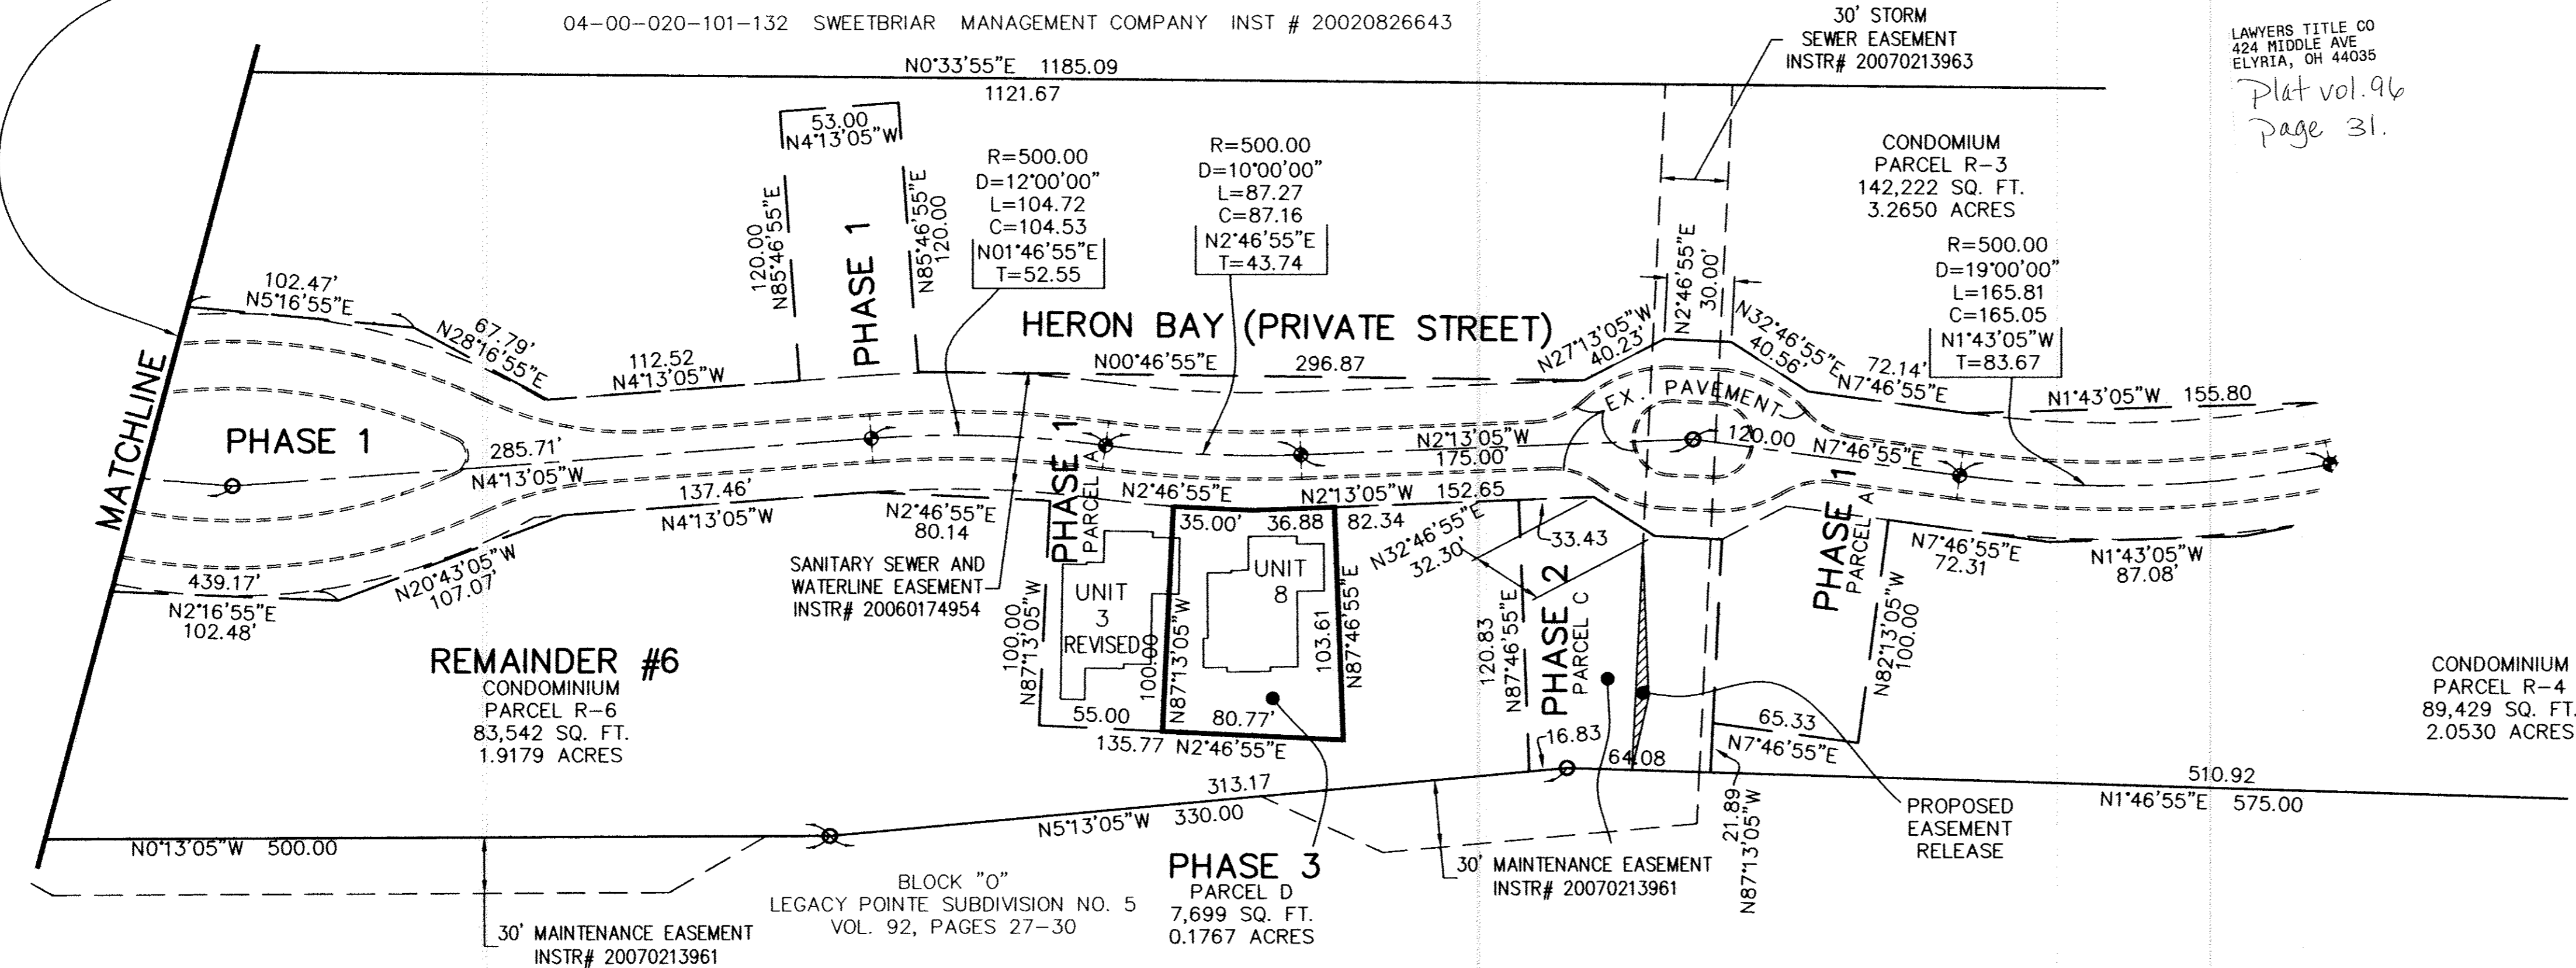 04-00-020-101-132 SWEETBRIAR MANAGEMENT COMPANY INST # 20020826643
30' STORM
SEWER EASEMENT
INSTR# 20070213963
LAWYERS TITLE CO
424 MIDDLE AVE
ELYRIA, OH 44035
Plat vol. 96
page 31.
N0°33'55"E 1185.09
1121.67
53.00
N4°13'05"W
120.00
N85°46'55"E
PHASE 1
N85°46'55"E
120.00
R=500.00
D=12°00'00"
L=104.72
C=104.53
N01°46'55"E
T=52.55
R=500.00
D=10°00'00"
L=87.27
C=87.16
N2°46'55"E
T=43.74
CONDOMIUM
PARCEL R-3
142,222 SQ. FT.
3.2650 ACRES
R=500.00
D=19°00'00"
L=165.81
C=165.05
N1°43'05"W
T=83.67
N2°46'55"E
30.00'
102.47'
N5°16'55"E
67.79'
N28°16'55"E
112.52
N4°13'05"W
HERON BAY (PRIVATE STREET)
N00°46'55"E 296.87
N27°13'05"W
40.23'
N32°46'55"E
40.56'
72.14'
N7°46'55"E
N1°43'05"W 155.80
MATCHLINE
PHASE 1
285.71'
N4°13'05"W
EX. PAVEMENT
N2°13'05"W
175.00'
120.00 N7°46'55"E
137.46'
N4°13'05"W
N2°46'55"E
80.14
PHASE 1
PARCEL A
N2°46'55"E
N2°13'05"W 152.65
35.00' 36.88 82.34
N32°46'55"E
32.30'
33.43
PHASE 1
PARCEL A
N7°46'55"E
72.31
N1°43'05"W
87.08'
439.17'
N2°16'55"E
102.48'
N20°43'05"W
107.07'
SANITARY SEWER AND
WATERLINE EASEMENT
INSTR# 20060174954
100.00
N87°13'05"W
UNIT
3
REVISED
100.00
N87°13'05"W
UNIT
8
103.61
N87°46'55"E
120.83
N87°46'55"E
PHASE 2
PARCEL C
N82°13'05"W
100.00
REMAINDER #6
CONDOMINIUM
PARCEL R-6
83,542 SQ. FT.
1.9179 ACRES
CONDOMINIUM
PARCEL R-4
89,429 SQ. FT.
2.0530 ACRES
55.00
80.77'
135.77 N2°46'55"E
16.83
64.08
65.33
N7°46'55"E
510.92
N1°46'55"E 575.00
313.17
N5°13'05"W 330.00
21.89
N87°13'05"W
PROPOSED
EASEMENT
RELEASE
N0°13'05"W 500.00
PHASE 3
PARCEL D
7,699 SQ. FT.
0.1767 ACRES
30' MAINTENANCE EASEMENT
INSTR# 20070213961
BLOCK "O"
LEGACY POINTE SUBDIVISION NO. 5
VOL. 92, PAGES 27-30
30' MAINTENANCE EASEMENT
INSTR# 20070213961